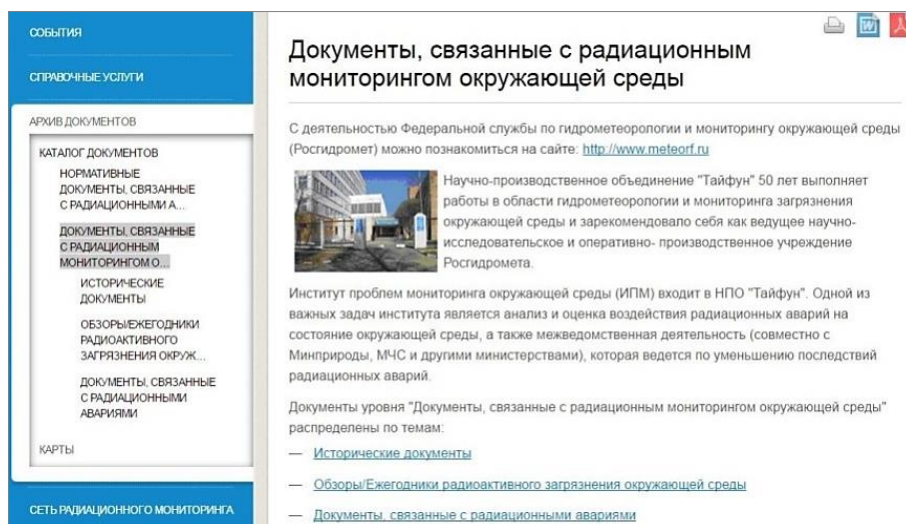 СОБЫТИЯ
СПРАВОЧНЫЕ УСЛУГИ
АРХИВ ДОКУМЕНТОВ
КАТАЛОГ ДОКУМЕНТОВ
НОРМАТИВНЫЕ
ДОКУМЕНТЫ, СВЯЗАННЫЕ
С РАДИАЦИОННЫМИ А...
ДОКУМЕНТЫ, СВЯЗАННЫЕ
С РАДИАЦИОННЫМ
МОНИТОРИНГОМ О...
ИСТОРИЧЕСКИЕ
ДОКУМЕНТЫ
ОБЗОРЫ/ЕЖЕГОДНИКИ
РАДИОАКТИВНОГО
ЗАГРЯЗНЕНИЯ ОКРУЖ...
ДОКУМЕНТЫ, СВЯЗАННЫЕ
С РАДИАЦИОННЫМИ
АВАРИЯМИ
КАРТЫ
СЕТЬ РАДИАЦИОННОГО МОНИТОРИНГА
Документы, связанные с радиационным
мониторингом окружающей среды
С деятельностью Федеральной службы по гидрометеорологии и мониторингу окружающей среды
(Росгидромет) можно познакомиться на сайте: http://www.meteorf.ru
Научно-производственное объединение "Тайфун" 50 лет выполняет
работы в области гидрометеорологии и мониторинга загрязнения
окружающей среды и зарекомендовало себя как ведущее научно-
исследовательское и оперативно- производственное учреждение
Росгидромета.
Институт проблем мониторинга окружающей среды (ИПМ) входит в НПО "Тайфун". Одной из
важных задач института является анализ и оценка воздействия радиационных аварий на
состояние окружающей среды, а также межведомственная деятельность (совместно с
Минприроды, МЧС и другими министерствами), которая ведется по уменьшению последствий
радиационных аварий.
Документы уровня "Документы, связанные с радиационным мониторингом окружающей среды"
распределены по темам:
— Исторические документы
— Обзоры/Ежегодники радиоактивного загрязнения окружающей среды
— Документы, связанные с радиационными авариями